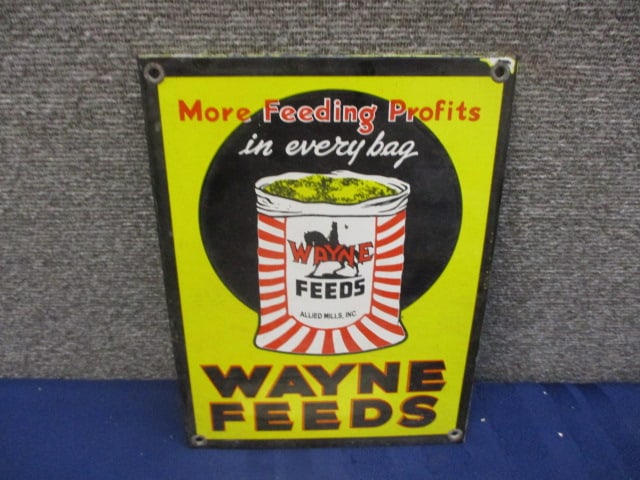 More Feeding Profits
in every bag
WAYNE
FEEDS
ALLIED MILLS, INC
WAYNE
FEEDS